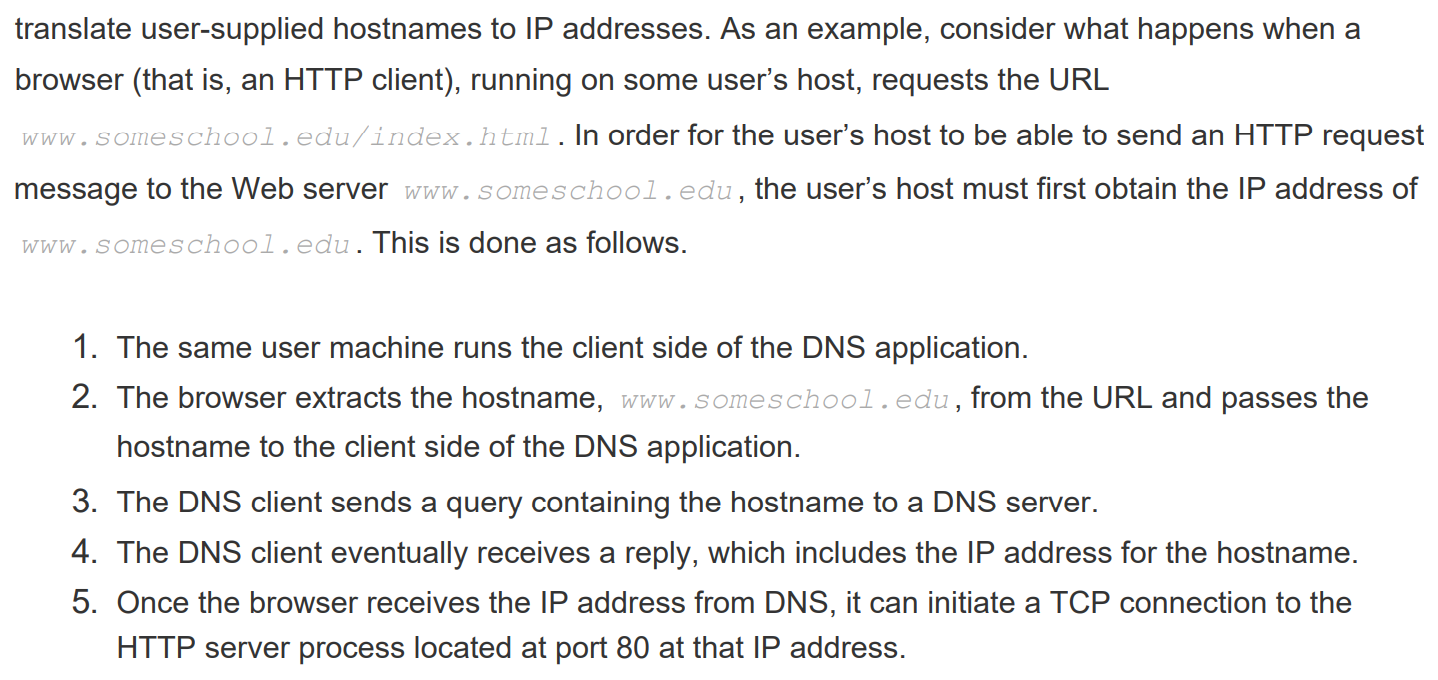 translate user-supplied hostnames to IP addresses. As an example, consider what happens when a
browser (that is, an HTTP client), running on some user’s host, requests the URL
www.someschool.edu/index.html. In order for the user’s host to be able to send an HTTP request
message to the Web server www.someschool.edu, the user’s host must first obtain the IP address of
www.someschool.edu. This is done as follows.
1. The same user machine runs the client side of the DNS application.
2. The browser extracts the hostname, www.someschool.edu, from the URL and passes the
hostname to the client side of the DNS application.
3. The DNS client sends a query containing the hostname to a DNS server.
4. The DNS client eventually receives a reply, which includes the IP address for the hostname.
5. Once the browser receives the IP address from DNS, it can initiate a TCP connection to the
HTTP server process located at port 80 at that IP address.